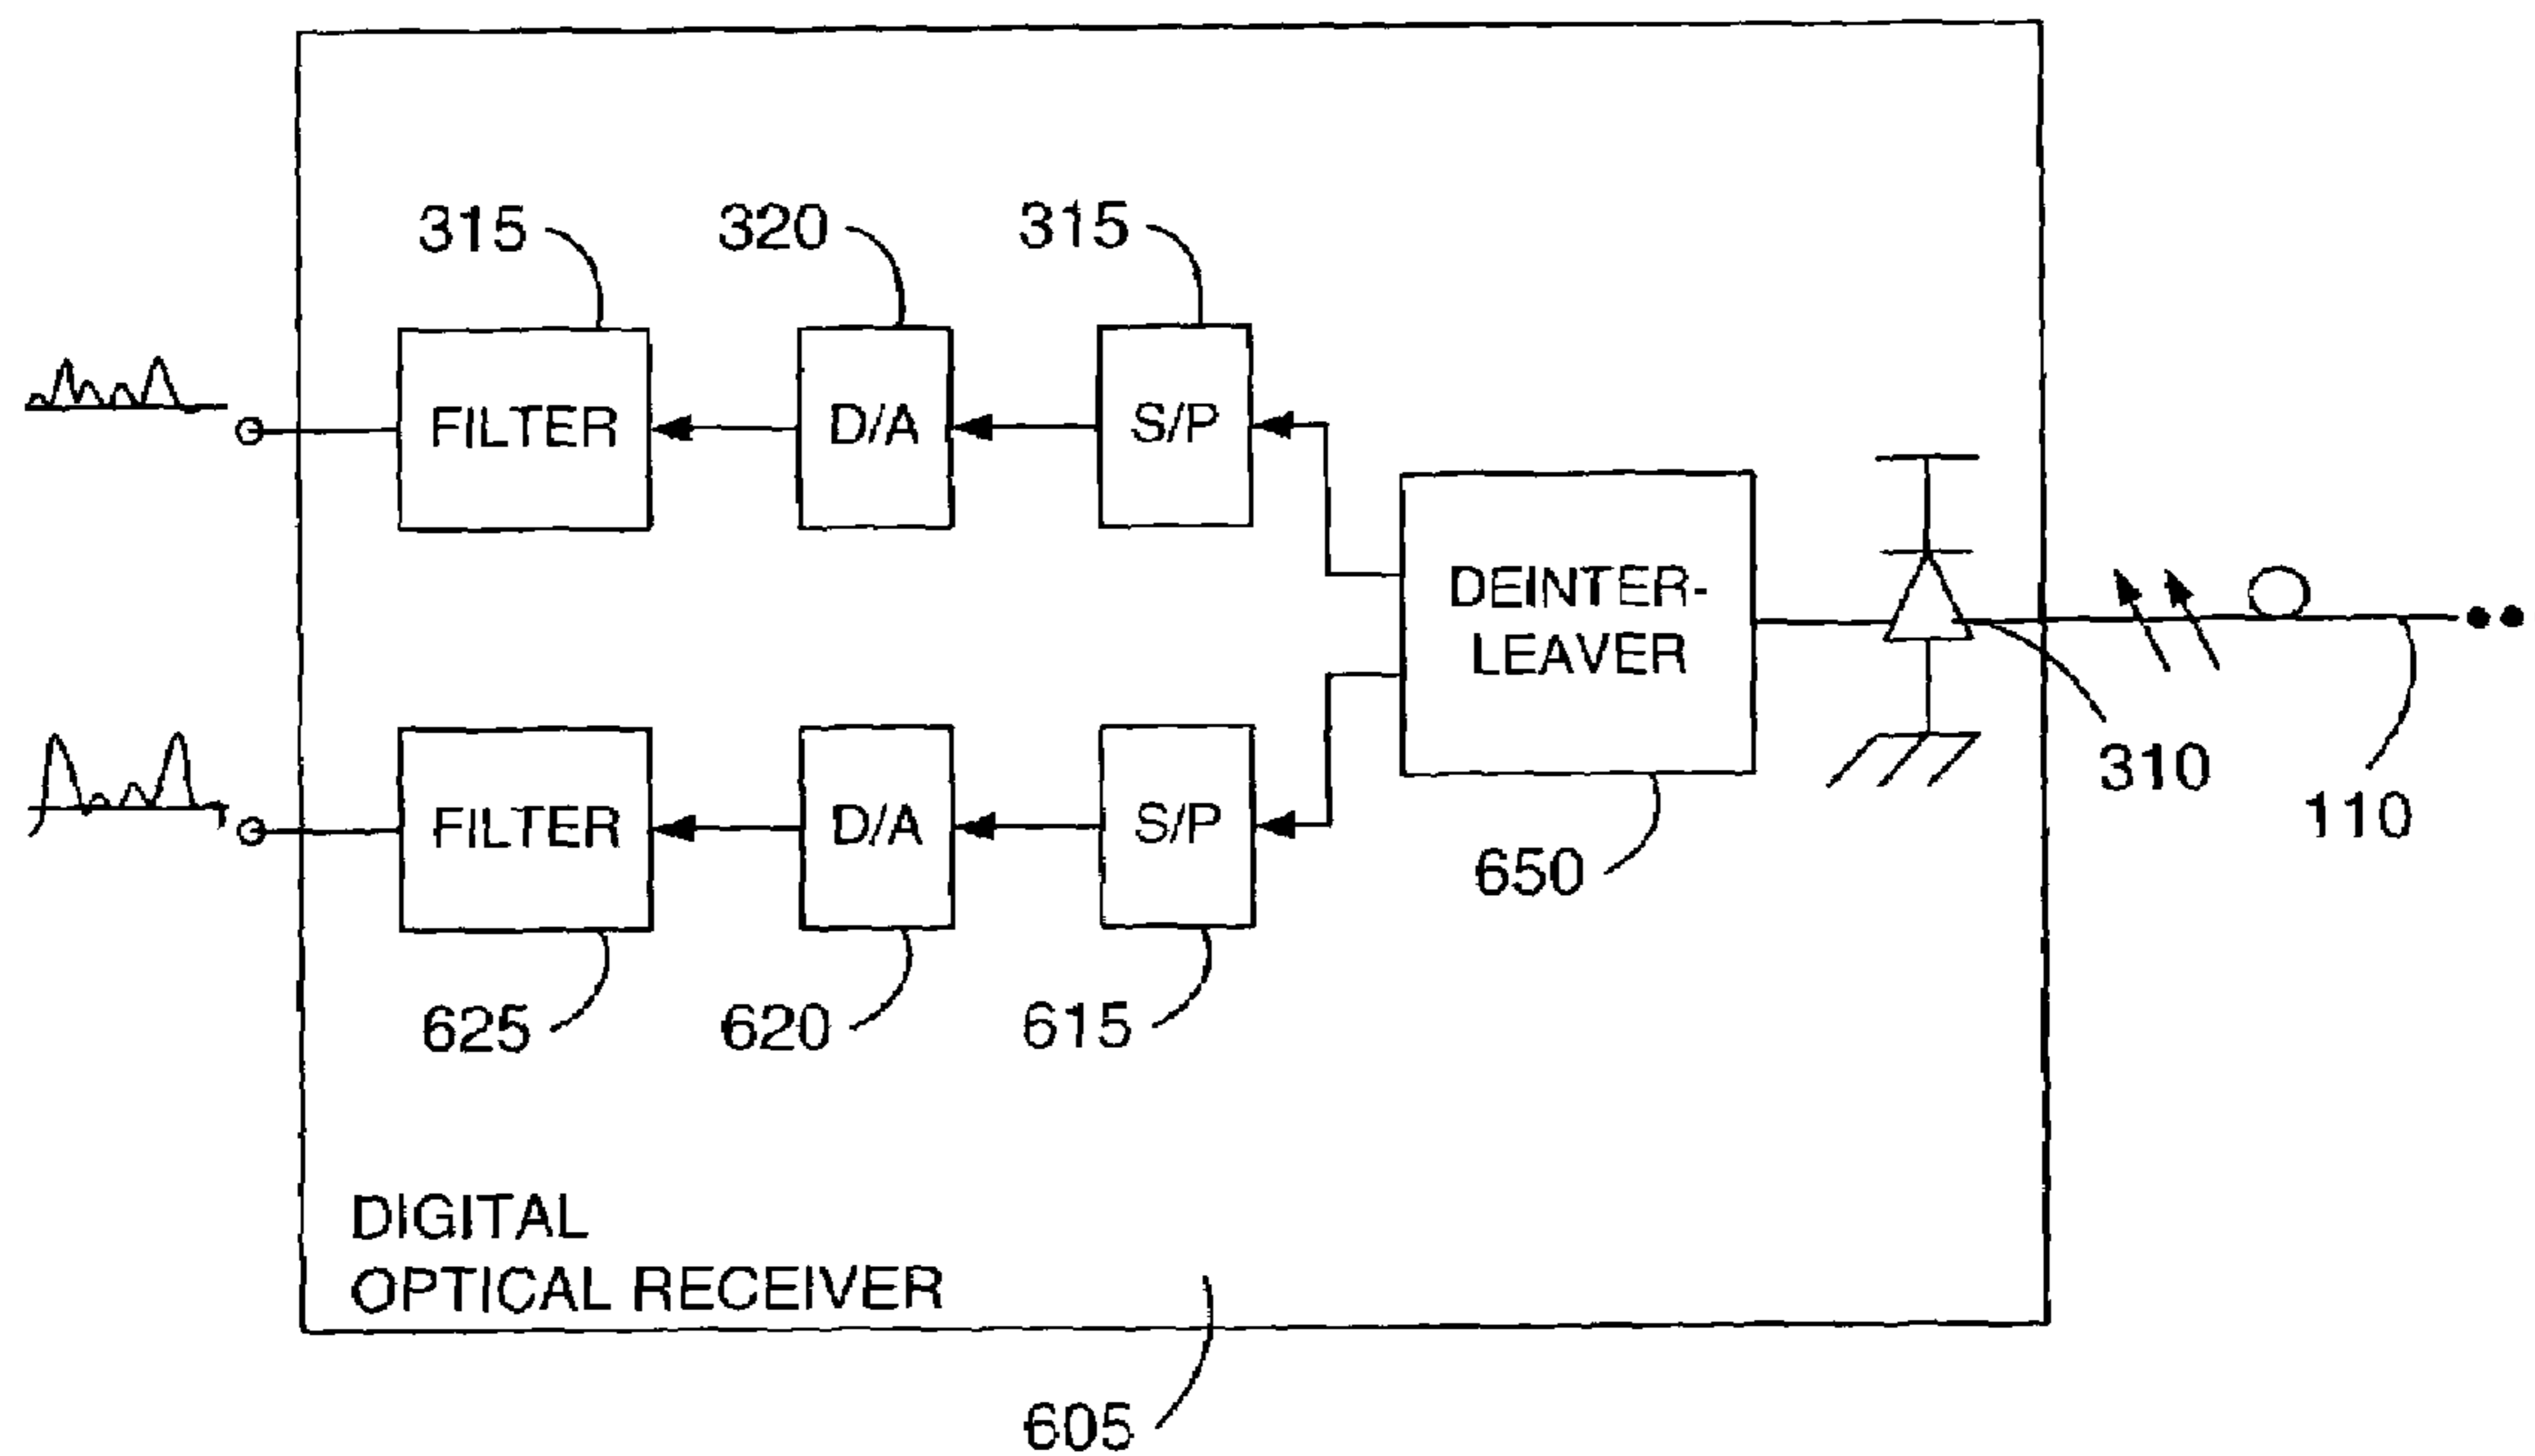 315 320 315
FILTER D/A S/P
DEINTER-
LEAVER
310
110
FILTER D/A S/P
650
625 620 615
DIGITAL
OPTICAL RECEIVER
605